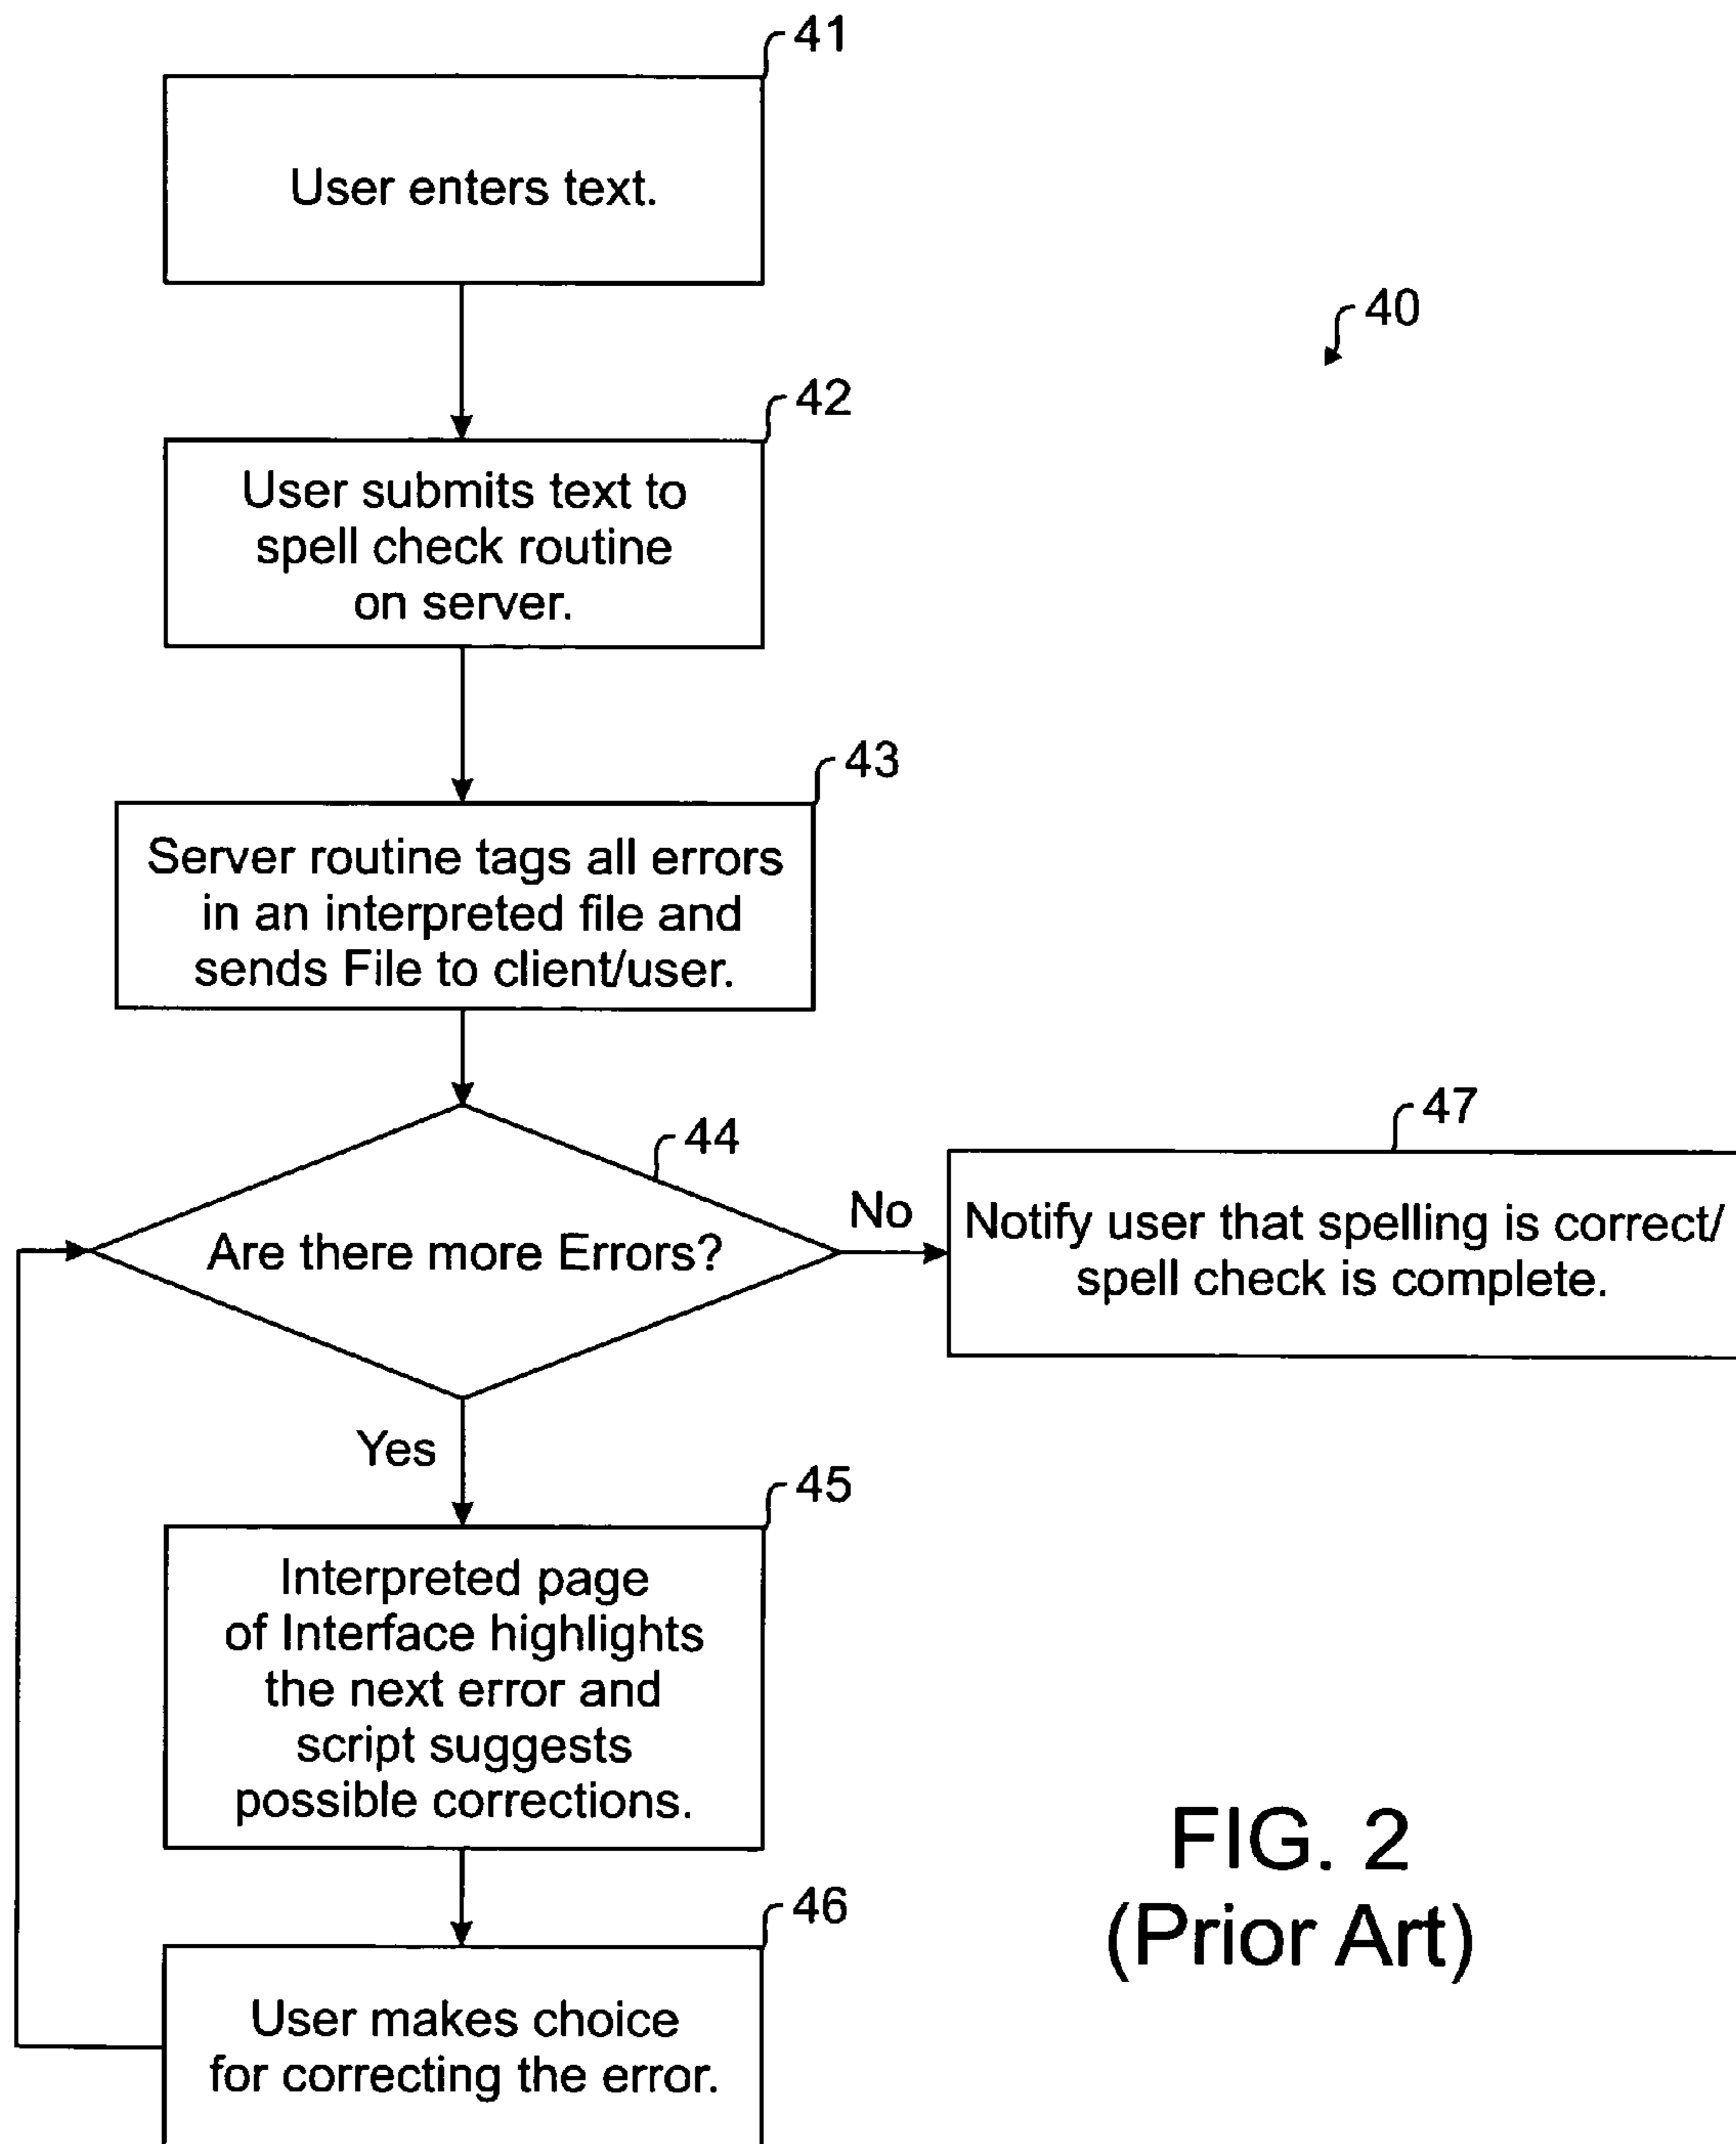 41
User enters text.
40
42
User submits text to
spell check routine
on server.
43
Server routine tags all errors
in an interpreted file and
sends File to client/user.
44
Are there more Errors?
No
47
Notify user that spelling is correct/
spell check is complete.
Yes
45
Interpreted page
of Interface highlights
the next error and
script suggests
possible corrections.
46
User makes choice
for correcting the error.
FIG. 2
(Prior Art)